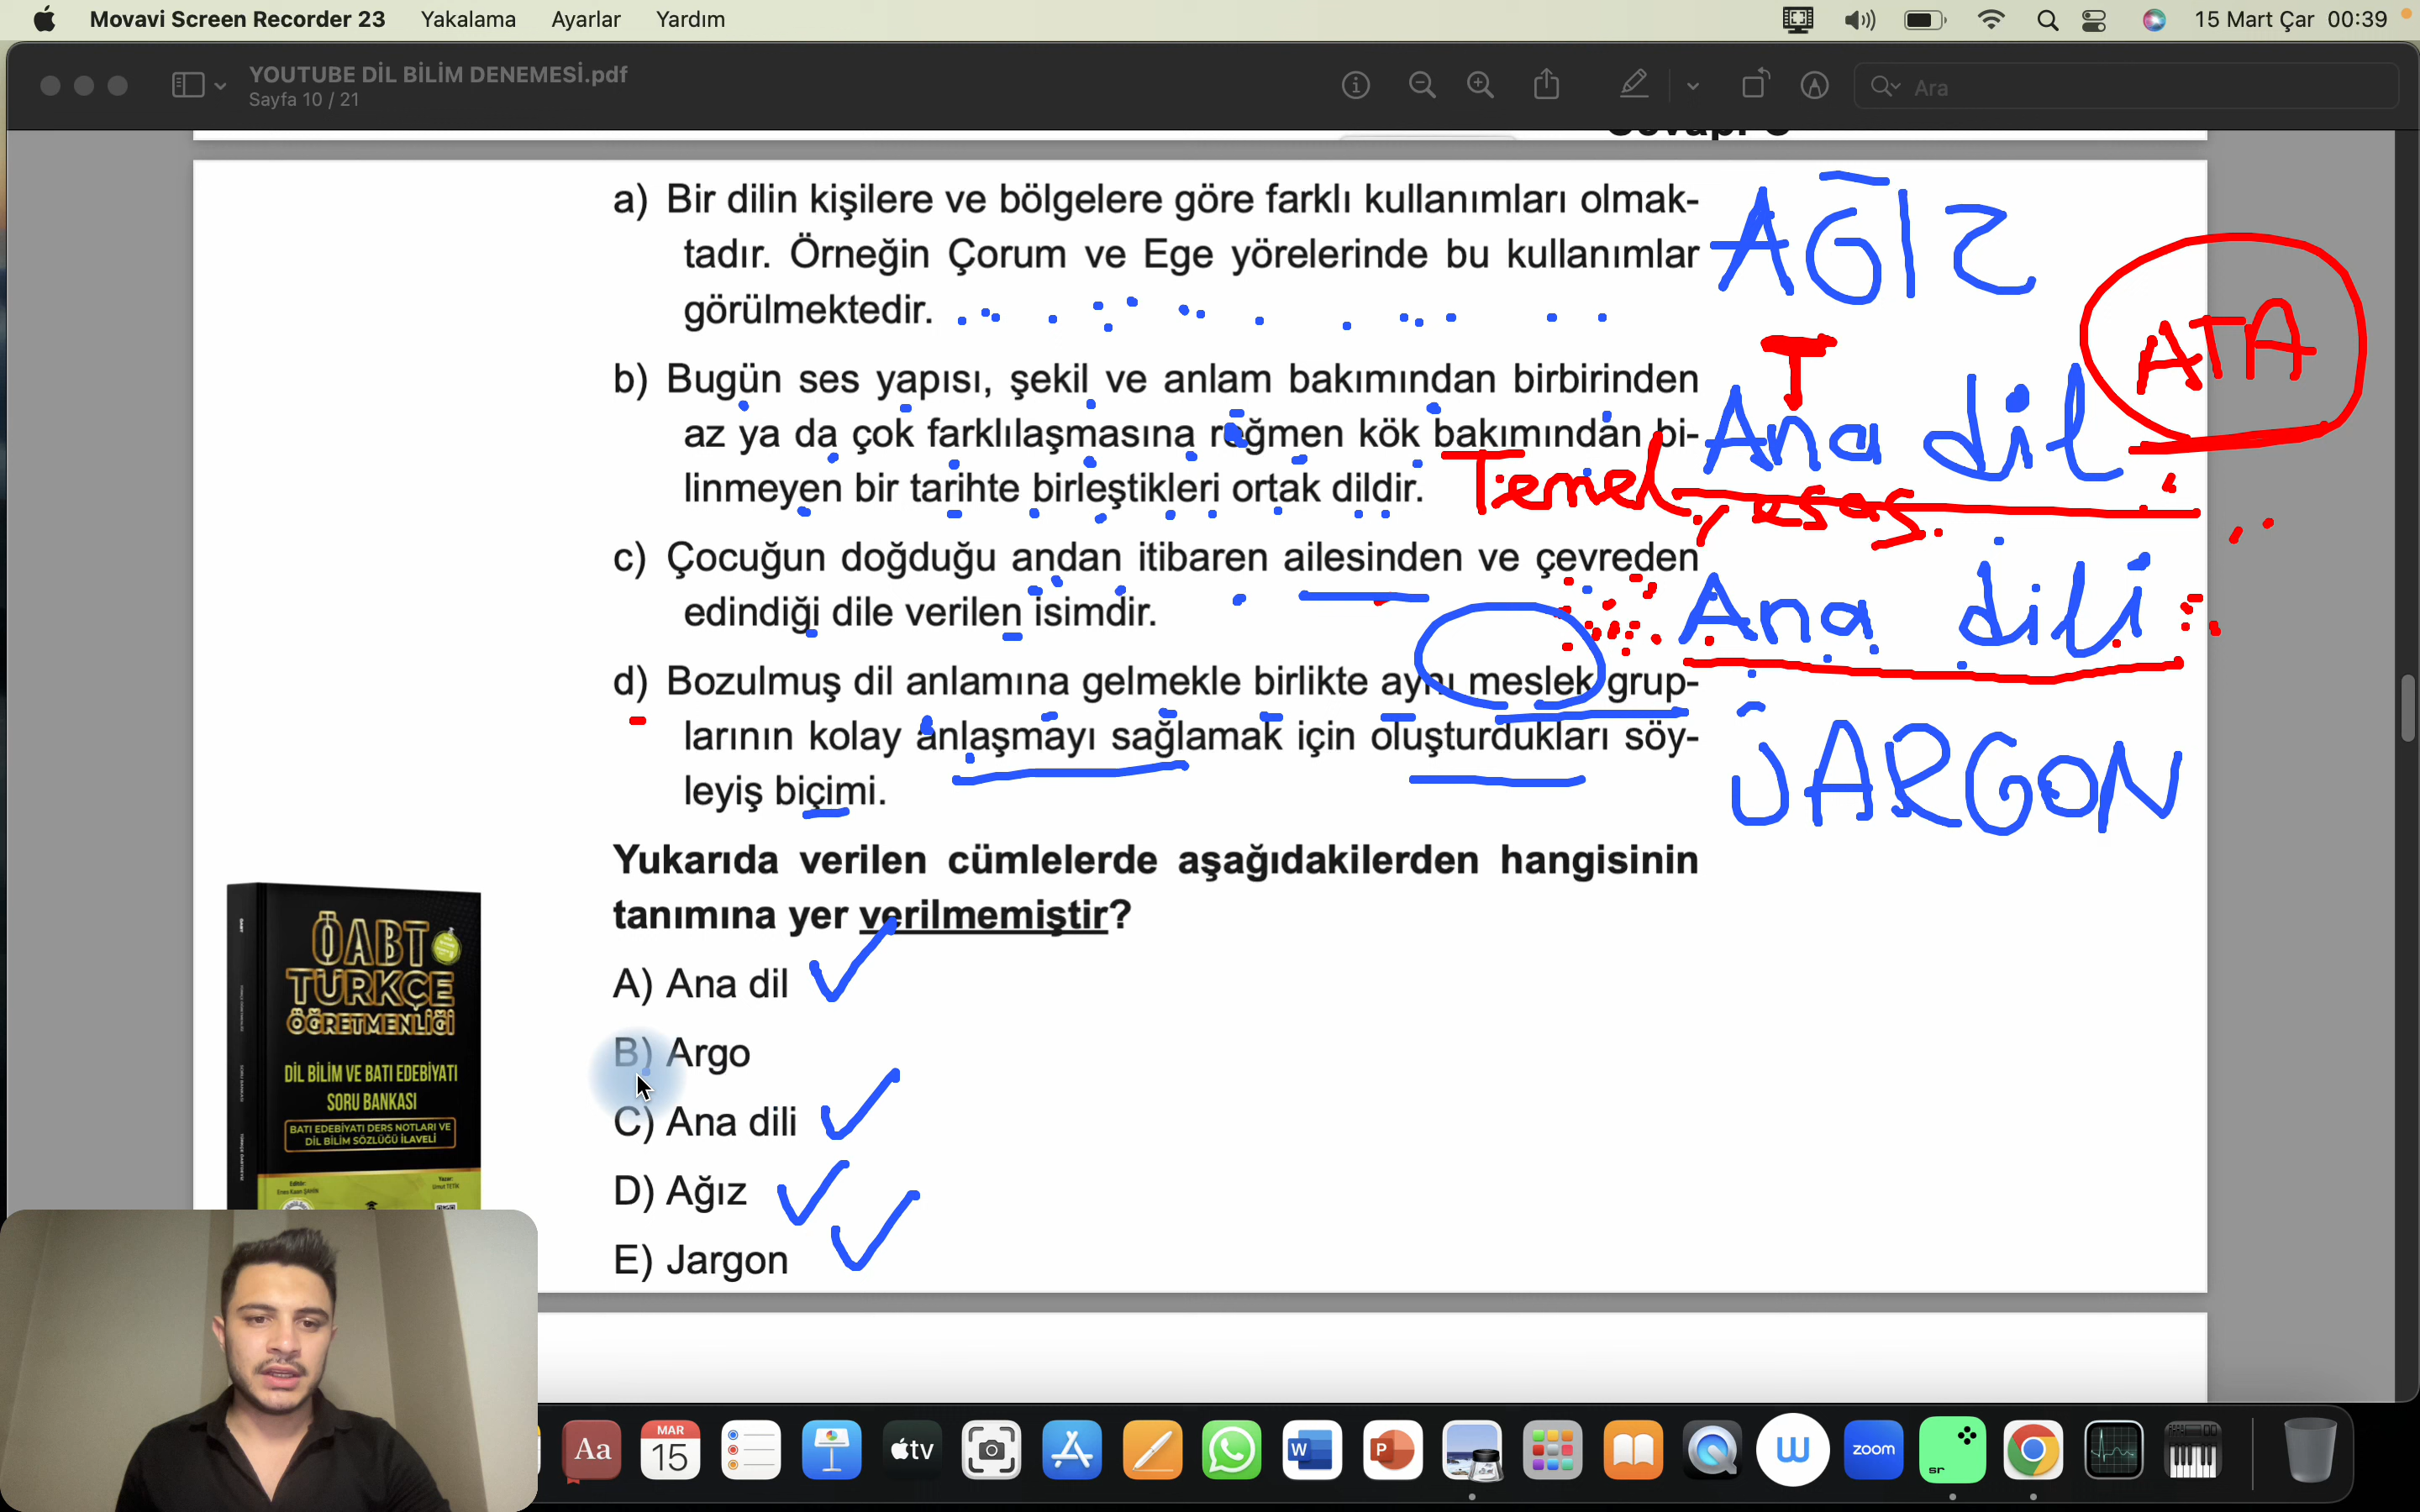 Movavi Screen Recorder 23 Yakalama Ayarlar Yardım 15 Mart Çar 00:39
YOUTUBE DİL BİLİM DENEMESİ.pdf
Sayfa 10 / 21
Ara
a) Bir dilin kişilere ve bölgelere göre farklı kullanımları olmak-
tadır. Örneğin Çorum ve Ege yörelerinde bu kullanımlar
görülmektedir.
AĞIZ
b) Bugün ses yapısı, şekil ve anlam bakımından birbirinden
az ya da çok farklılaşmasına rağmen kök bakımından bi-
linmeyen bir tarihte birleştikleri ortak dildir.
T
ATA
Ana dil
Temel, esas
c) Çocuğun doğduğu andan itibaren ailesinden ve çevreden
edindiği dile verilen isimdir.
Ana dili
d) Bozulmuş dil anlamına gelmekle birlikte aynı meslek grup-
larının kolay anlaşmayı sağlamak için oluşturdukları söy-
leyiş biçimi.
JARGON
Yukarıda verilen cümlelerde aşağıdakilerden hangisinin
tanımına yer verilmemiştir?
A) Ana dil
B) Argo
C) Ana dili
D) Ağız
E) Jargon
ÖABT
TÜRKÇE
ÖĞRETMENLİĞİ
DİL BİLİM VE BATI EDEBİYATI
SORU BANKASI
BATI EDEBİYATI DERS NOTLARI VE
DİL BİLİM SÖZLÜĞÜ İLAVELİ
Aa
MAR
15
tv
W
P
W
zoom
sr